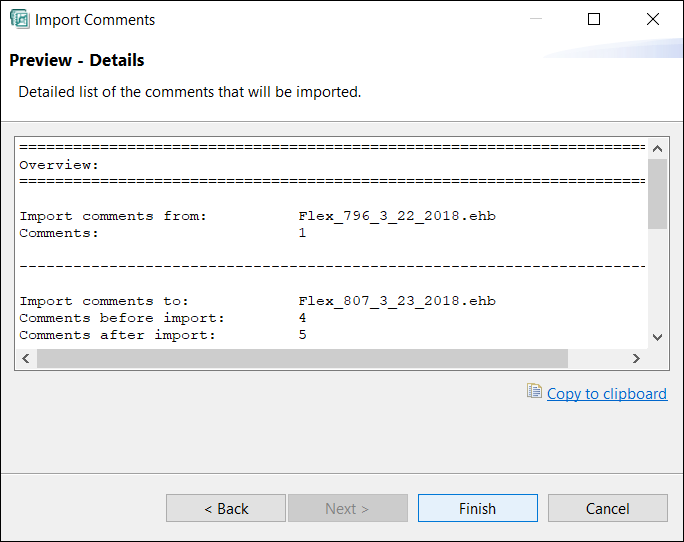 Import Comments
Preview - Details
Detailed list of the comments that will be imported.
======================================================================
Overview:
======================================================================
Import comments from: Flex_796_3_22_2018.ehb
Comments: 1
----------------------------------------------------------------------
Import comments to: Flex_807_3_23_2018.ehb
Comments before import: 4
Comments after import: 5
Copy to clipboard
< Back Next > Finish Cancel